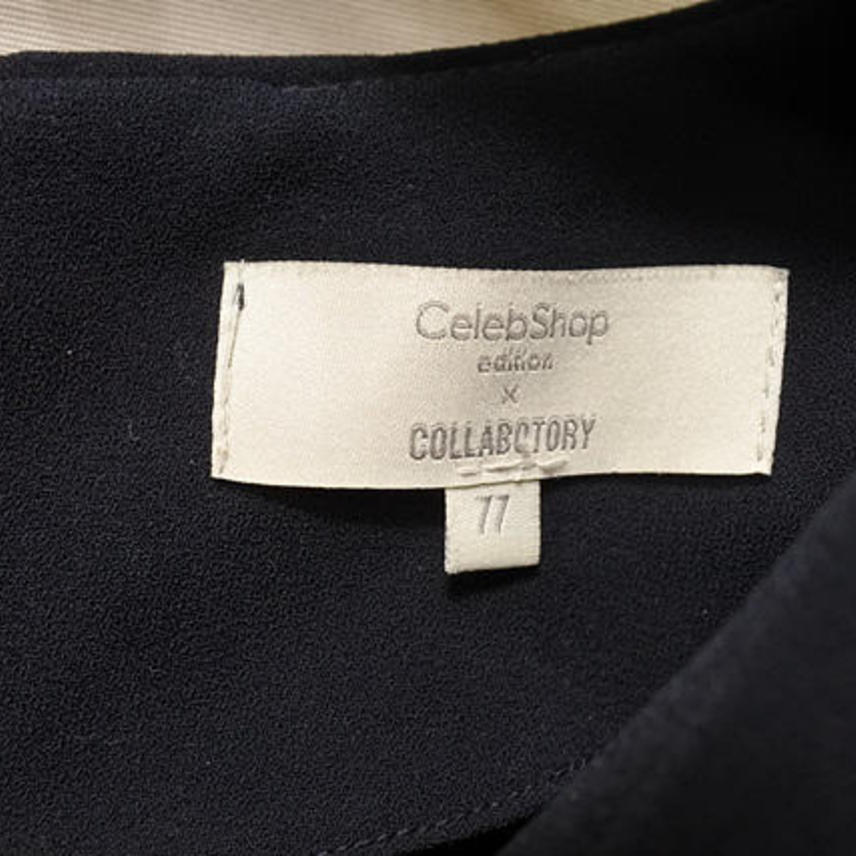 CelebShop
edition
×
COLLABOTORY
77